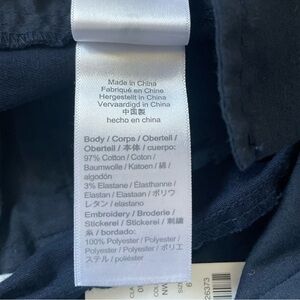 Made in China
Fabriqué en Chine
Hergestellt in China
Vervaardigd in China
中国製
hecho en china
Body / Corps / Oberteil /
Oberteil / 本体 / cuerpo:
97% Cotton / Coton /
Baumwolle / Katoen / 綿 /
algodón
3% Elastane / Élasthanne /
Elastan / Elastaan / ポリウ
レタン / elastano
Embroidery / Broderie /
Stickerei / Stickerei / 刺繍
糸 / bordado:
100% Polyester / Polyester /
Polyester / Polyester / ポリエ
ステル / poliéster
26373